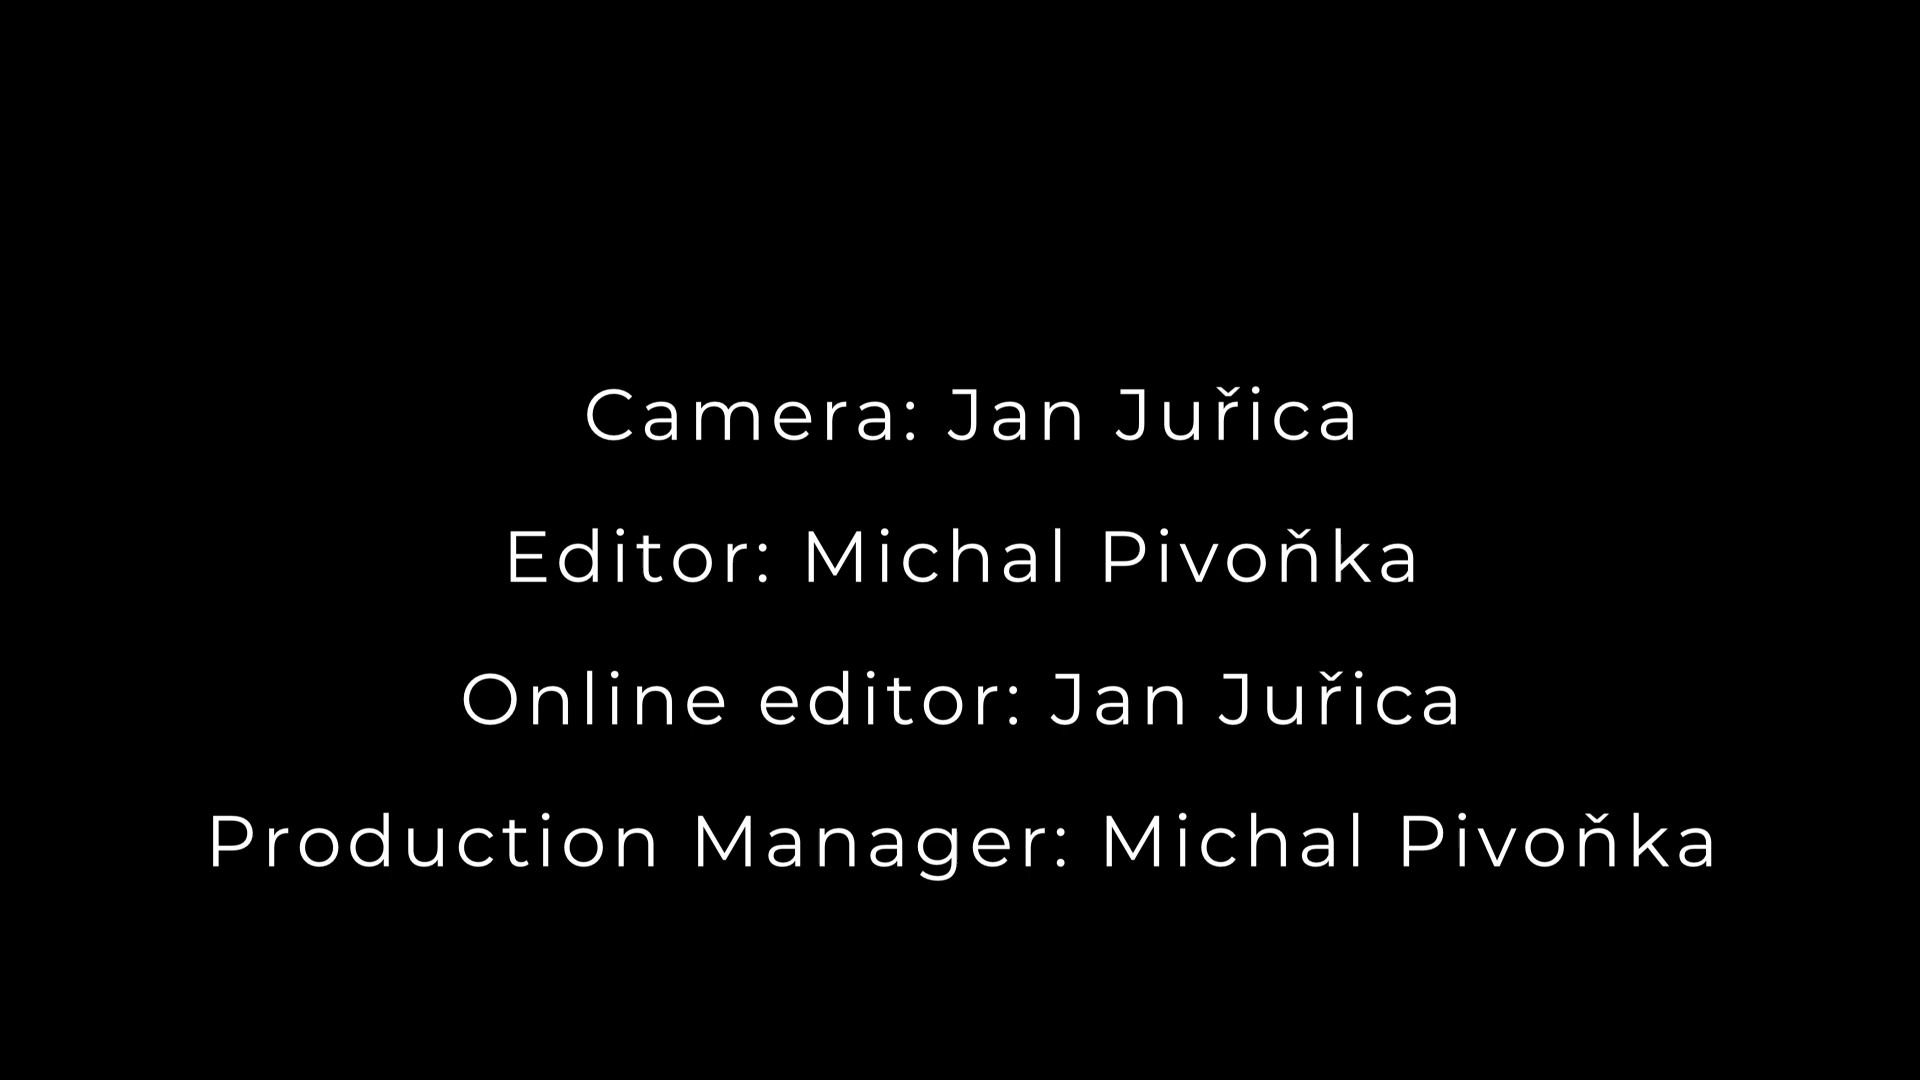 Camera: Jan Juřica
Editor: Michal Pivoňka
Online editor: Jan Juřica
Production Manager: Michal Pivoňka